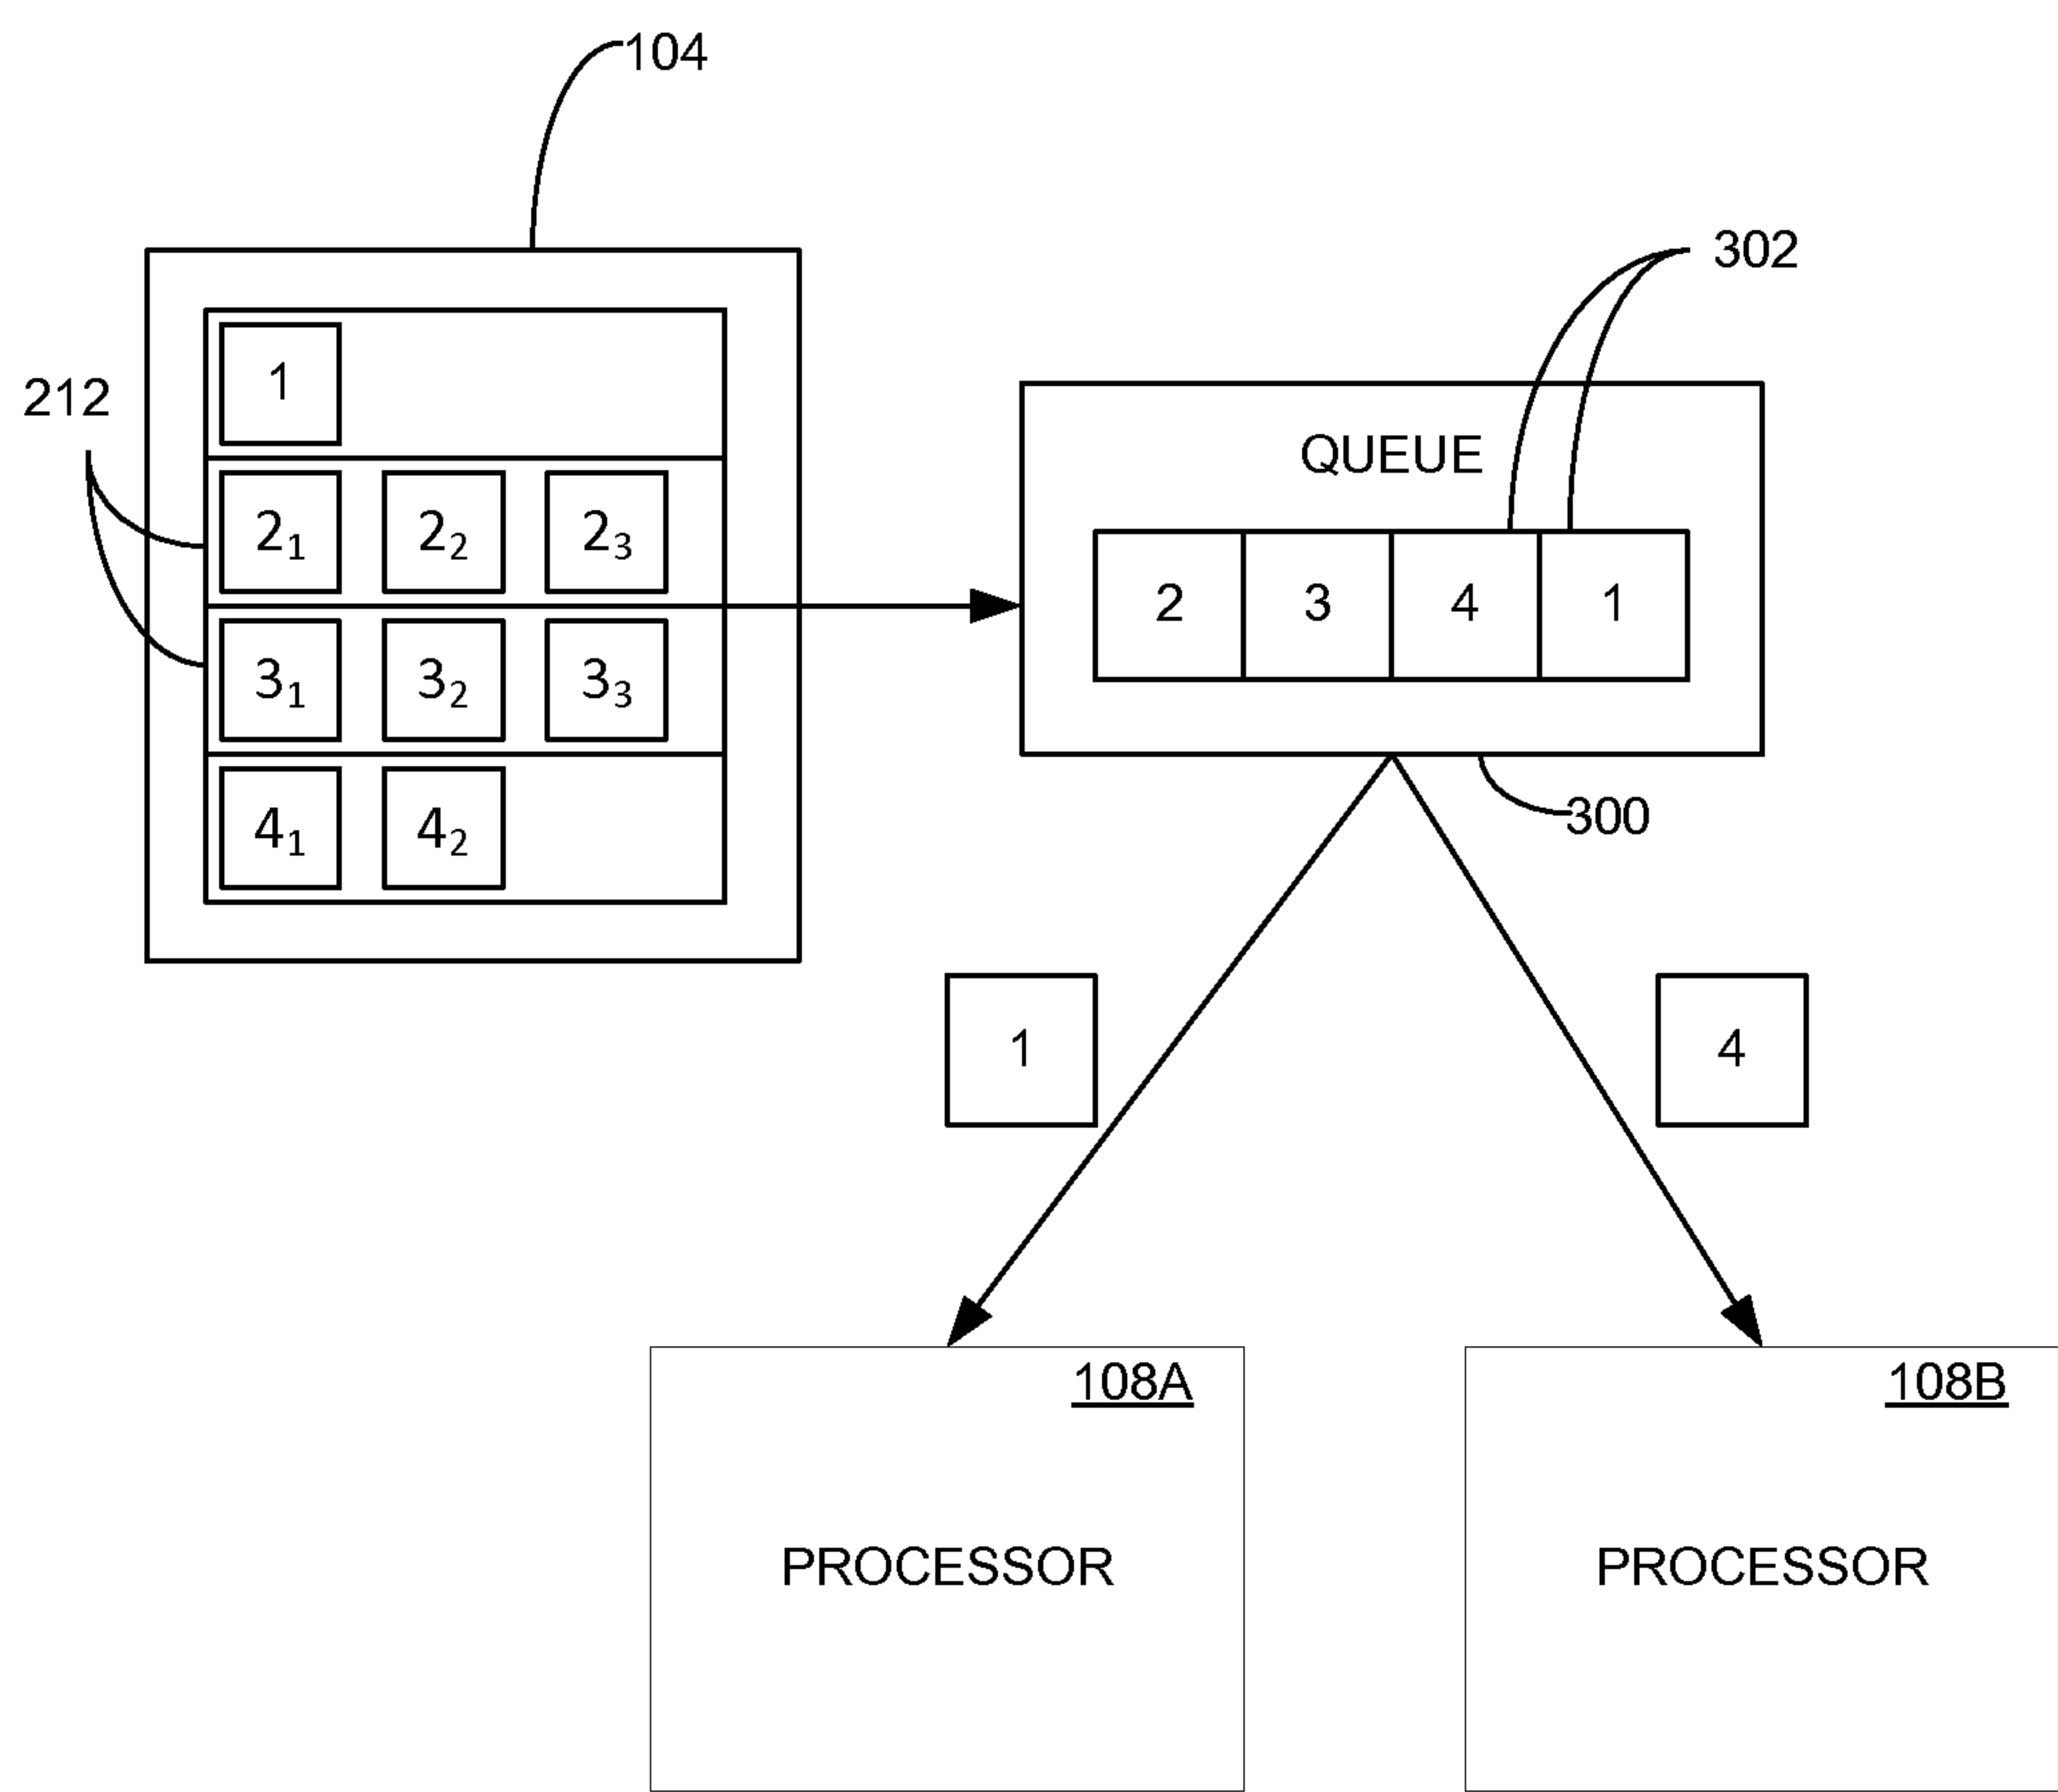 104
302
212
1
QUEUE
2₁ 2₂ 2₃
2 3 4 1
3₁ 3₂ 3₃
4₁ 4₂
300
1
4
108A
108B
PROCESSOR
PROCESSOR